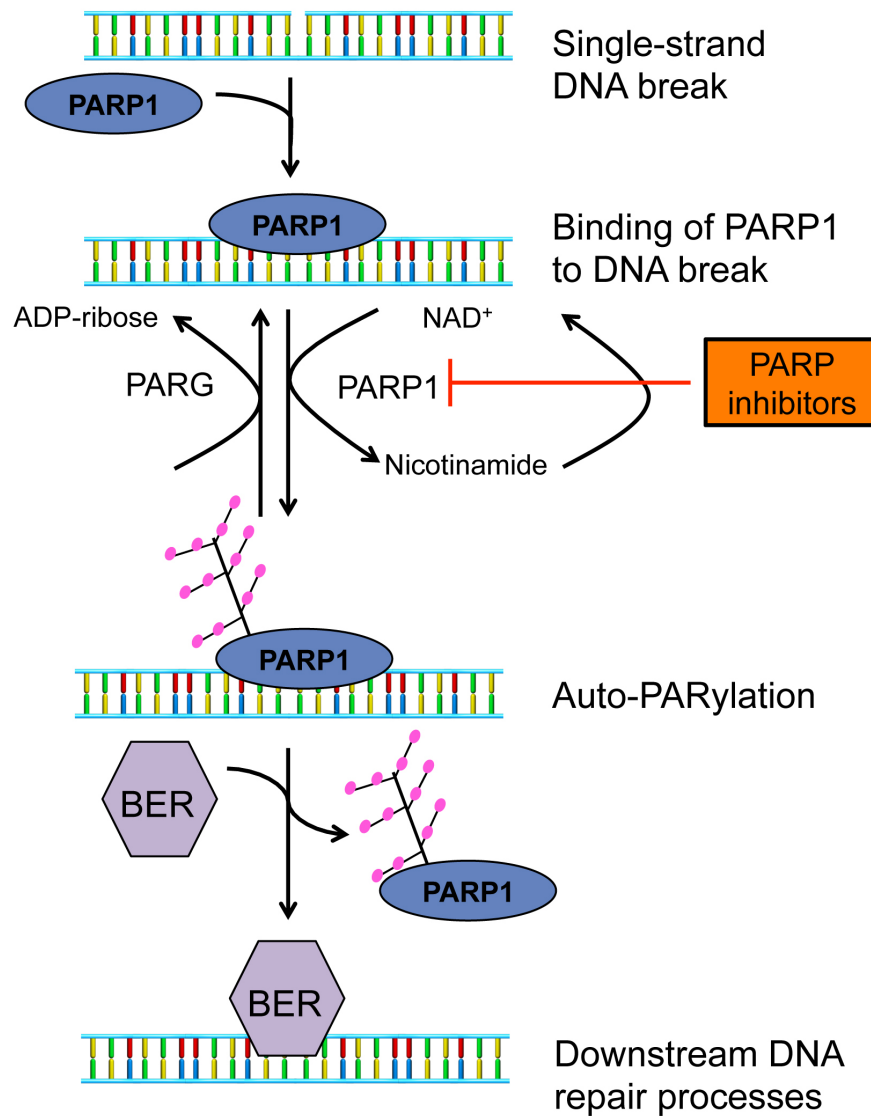 Single-strand
DNA break
PARP1
PARP1
Binding of PARP1
to DNA break
ADP-ribose
NAD⁺
PARG
PARP1
PARP
inhibitors
Nicotinamide
PARP1
Auto-PARylation
BER
PARP1
BER
Downstream DNA
repair processes